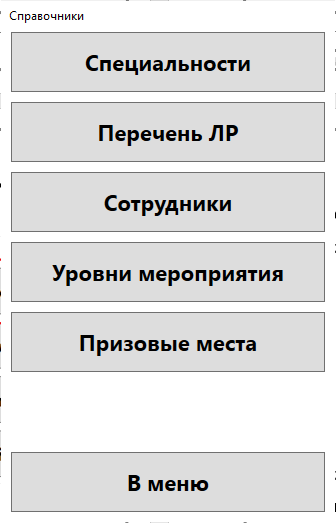 Справочники
Специальности
Перечень ЛР
Сотрудники
Уровни мероприятия
Призовые места
В меню